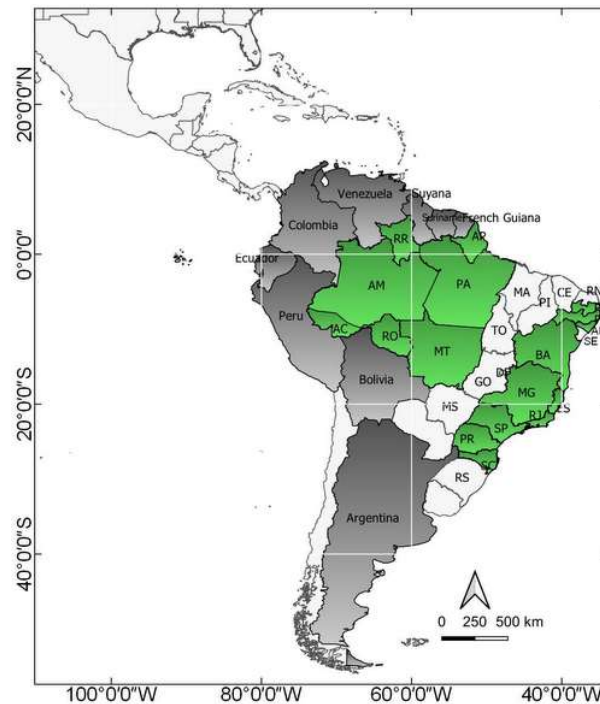 20°0'0"N
0°0'0"
20°0'0"S
40°0'0"S
Venezuela
Guyana
Colombia
Suriname
French Guiana
RR
AP
Ecuador
AM
PA
MA
CE
RN
PI
Peru
AC
RO
TO
SE
MT
BA
Bolivia
GO
MG
MS
ES
RJ
SP
PR
SC
RS
Argentina
0 250 500 km
100°0'0"W 80°0'0"W 60°0'0"W 40°0'0"W